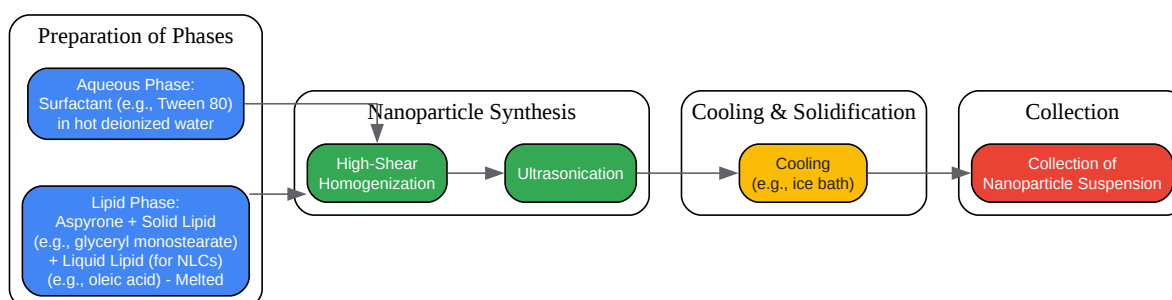 Preparation of Phases
Aqueous Phase:
Surfactant (e.g., Tween 80)
in hot deionized water
Lipid Phase:
Aspyrone + Solid Lipid
(e.g., glyceryl monostearate)
+ Liquid Lipid (for NLCs)
(e.g., oleic acid) - Melted
Nanoparticle Synthesis
High-Shear
Homogenization
Ultrasonication
Cooling & Solidification
Cooling
(e.g., ice bath)
Collection
Collection of
Nanoparticle Suspension